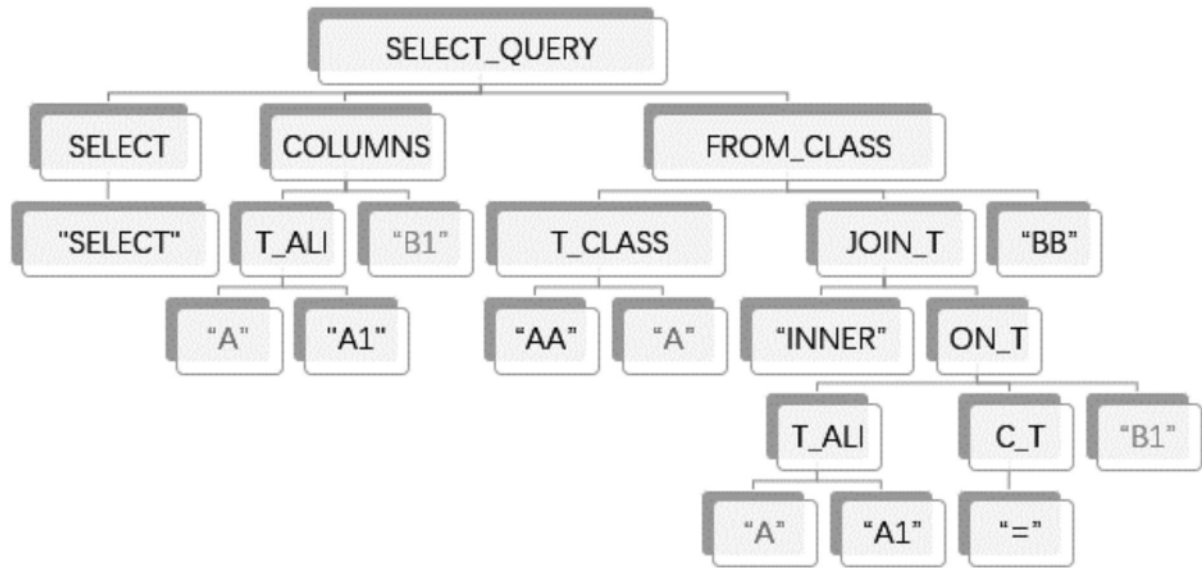 SELECT_QUERY
SELECT COLUMNS FROM_CLASS
"SELECT" T_ALI “B1” T_CLASS JOIN_T “BB”
“A” "A1" “AA” “A” “INNER” ON_T
T_ALI C_T “B1”
“A” “A1” “=”